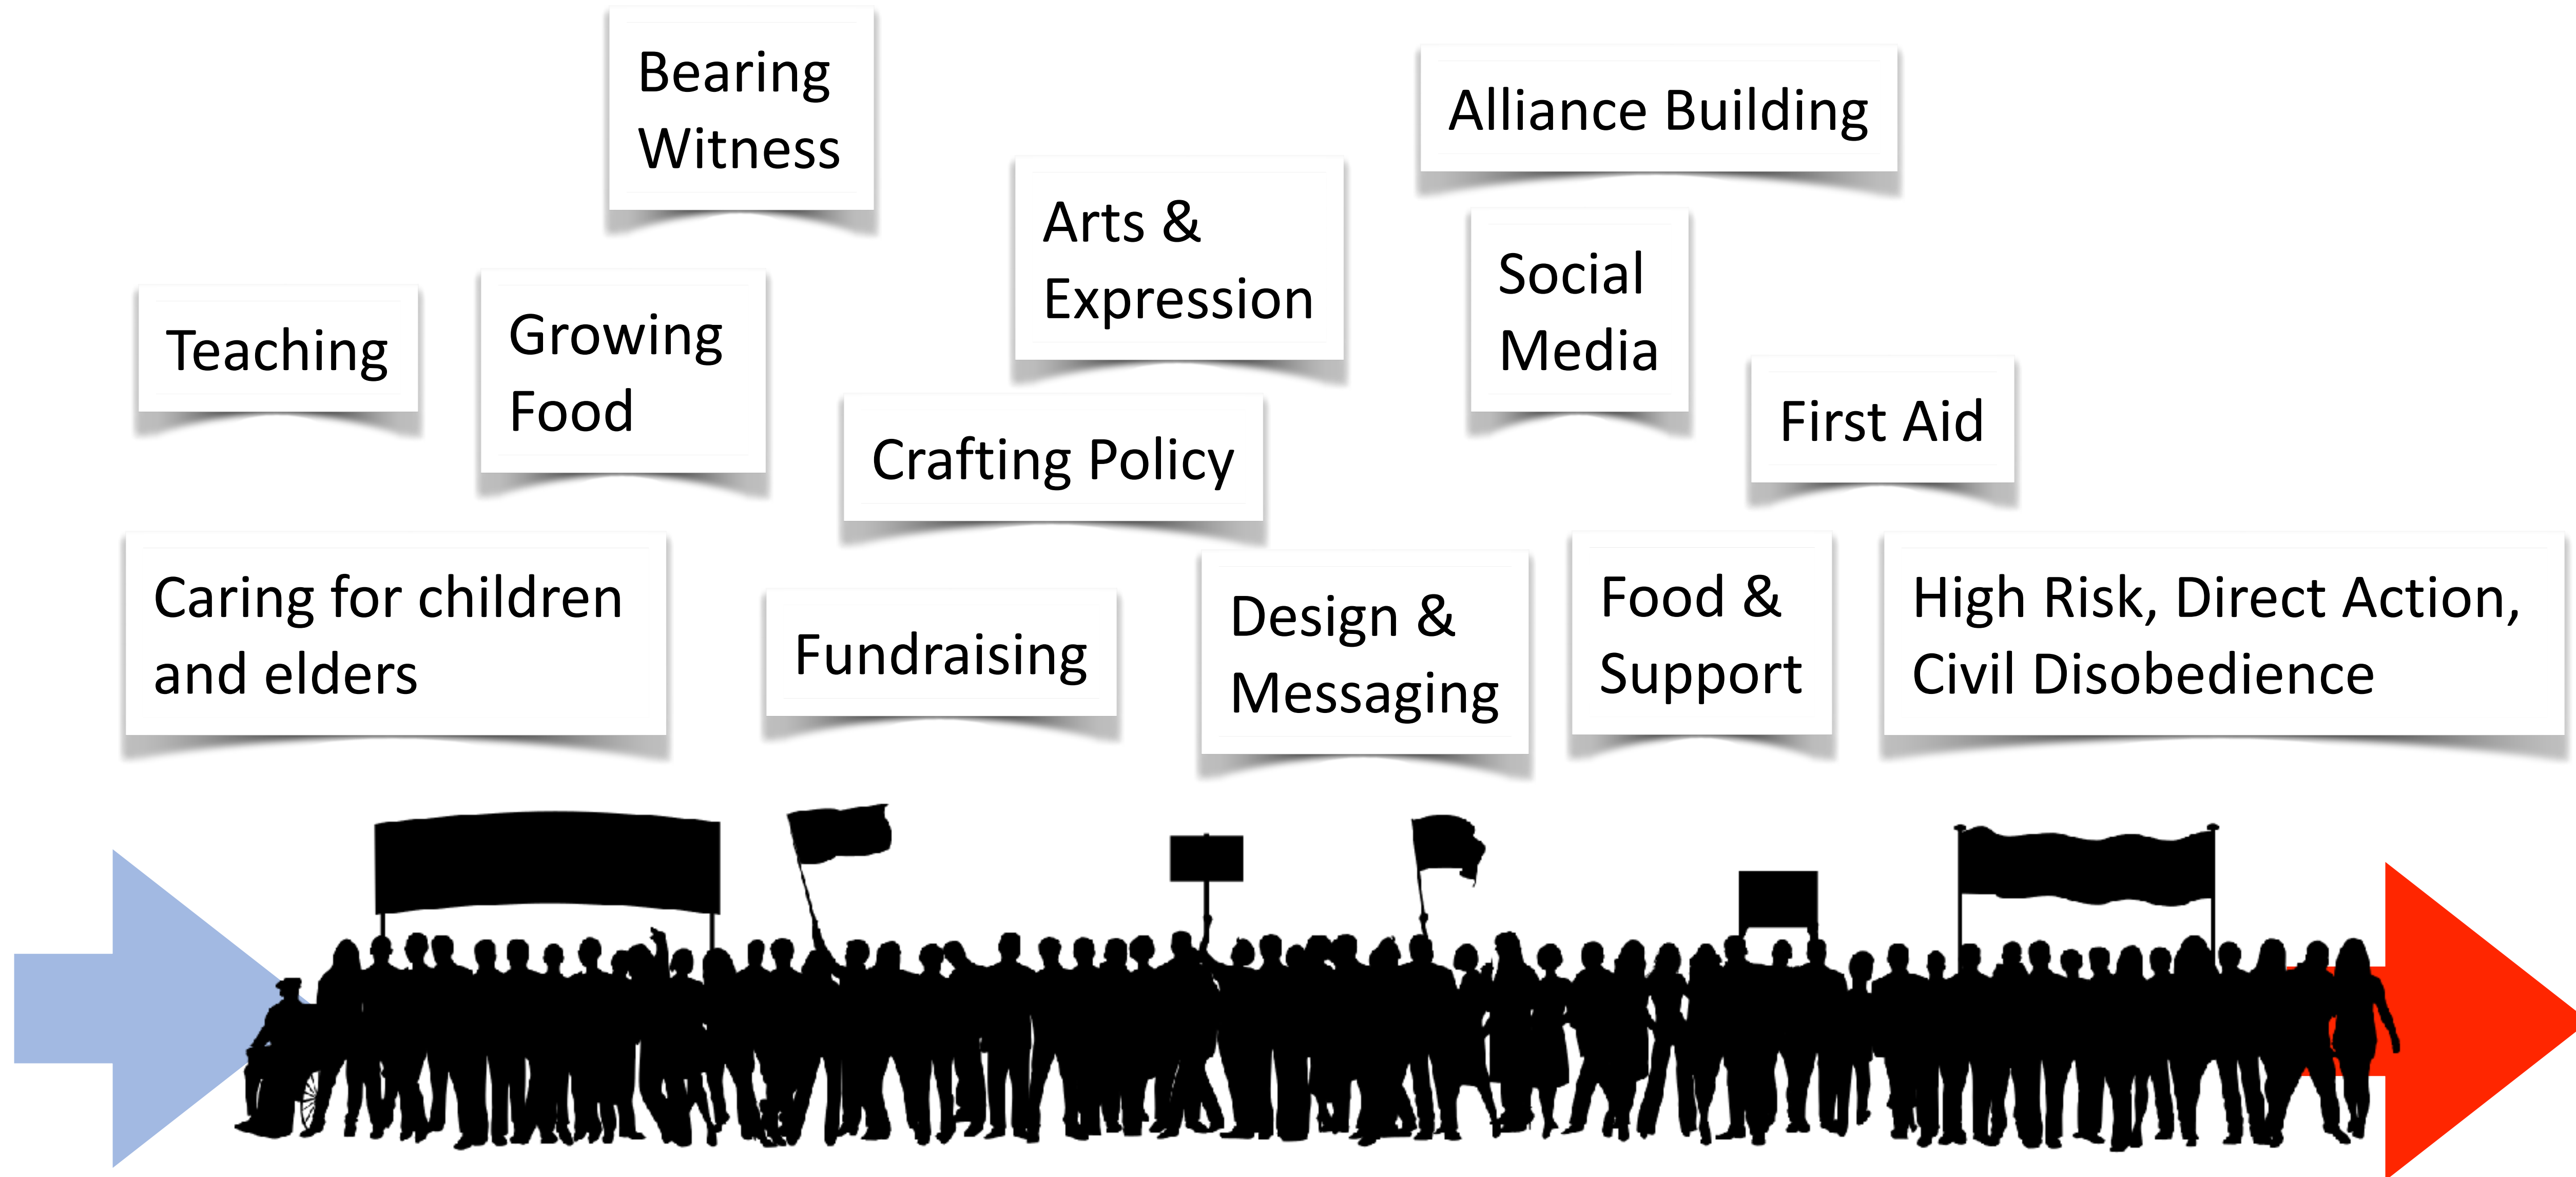 Bearing
Witness
Alliance Building
Arts &
Expression
Social
Media
Teaching
Growing
Food
First Aid
Crafting Policy
Caring for children
and elders
Fundraising
Design &
Messaging
Food &
Support
High Risk, Direct Action,
Civil Disobedience